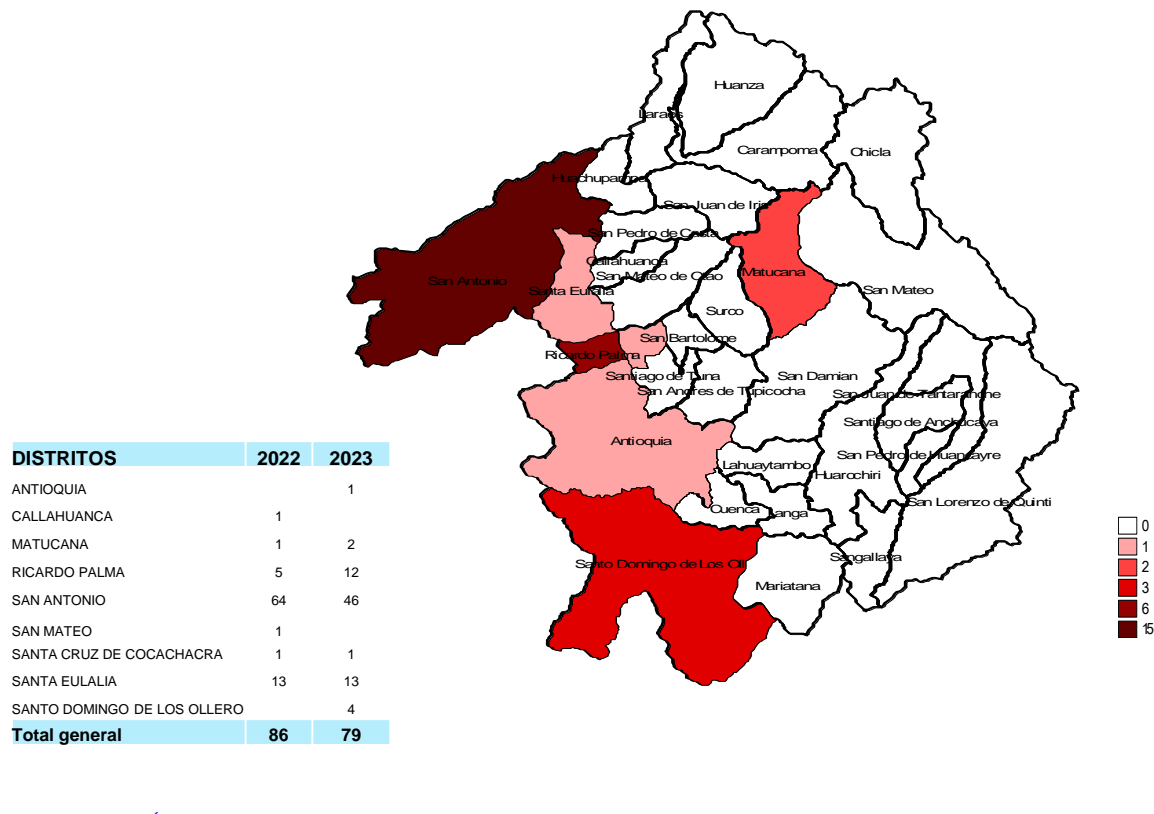 Huanza
Laraos
Carampoma
Chicla
Huachupampa
San Juan de Iris
San Pedro de Casta
Callahuanca
San Mateo de Otao
Matucana
San Antonio
Santa Eulalia
San Mateo
Surco
San Bartolome
Ricardo Palma
Santiago de Tuna
San Damian
San Andres de Tupicocha
San Juan de Tantaranche
Santiago de Anchucaya
Antioquia
San Pedro de Huancayre
Lahuaytambo
Huarochiri
San Lorenzo de Quinti
Cuenca
Langa
Sangallaya
Santo Domingo de Los Oll
Mariatana
DISTRITOS 2022 2023
ANTIOQUIA 1
CALLAHUANCA 1
MATUCANA 1 2
RICARDO PALMA 5 12
SAN ANTONIO 64 46
SAN MATEO 1
SANTA CRUZ DE COCACHACRA 1 1
SANTA EULALIA 13 13
SANTO DOMINGO DE LOS OLLERO 4
Total general 86 79
0
1
2
3
6
15